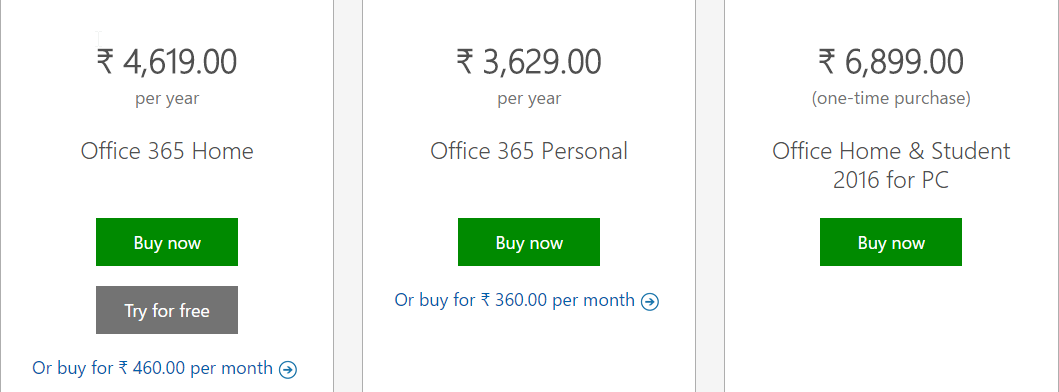 ₹ 4,619.00
per year
Office 365 Home
Buy now
Try for free
Or buy for ₹ 460.00 per month
₹ 3,629.00
per year
Office 365 Personal
Buy now
Or buy for ₹ 360.00 per month
₹ 6,899.00
(one-time purchase)
Office Home & Student
2016 for PC
Buy now